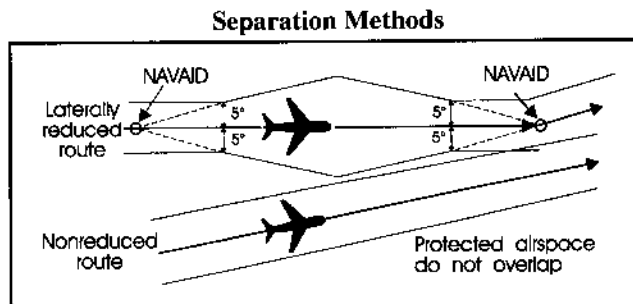 Separation Methods
NAVAID
NAVAID
Laterally
reduced
route
5°
5°
5°
5°
Nonreduced
route
Protected airspace
do not overlap